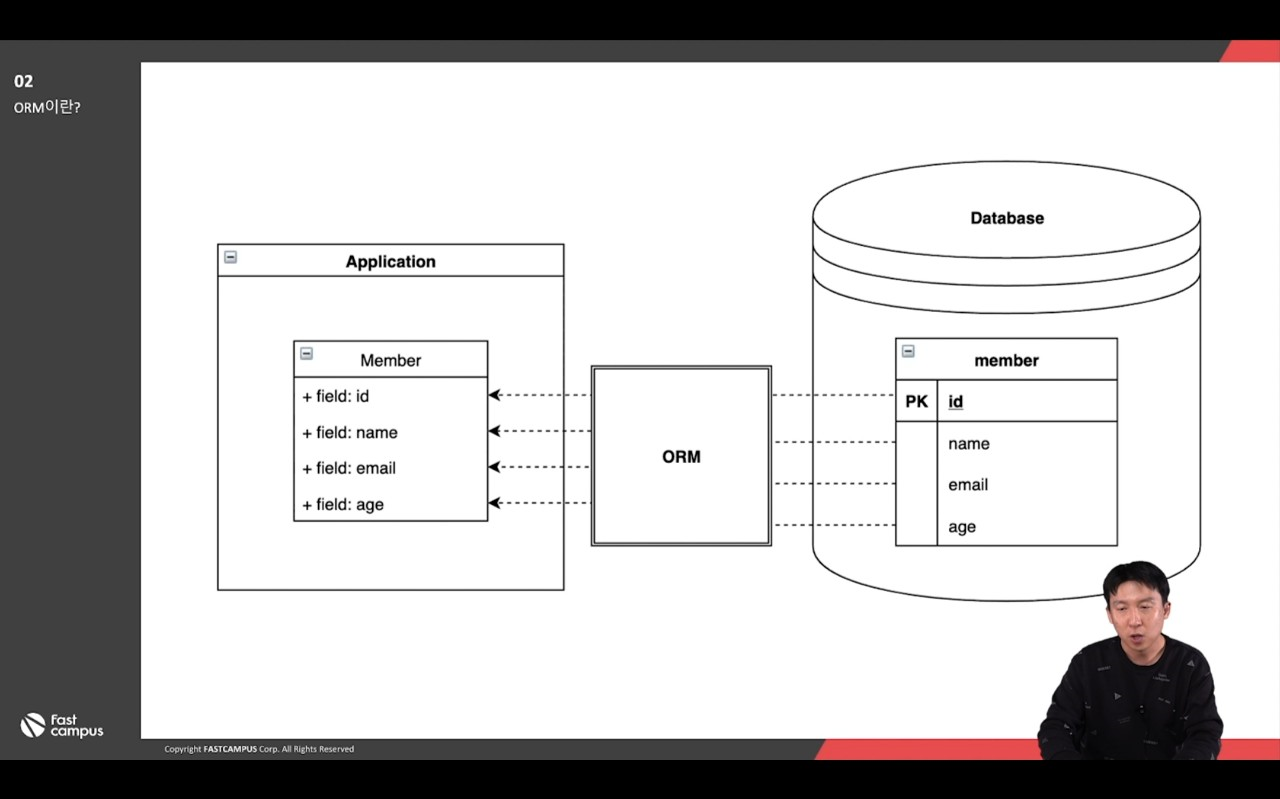 02
ORM이란?
Application
Member
+ field: id
+ field: name
+ field: email
+ field: age
ORM
Database
member
PK id
name
email
age
Fast
campus
Copyright FASTCAMPUS Corp. All Rights Reserved